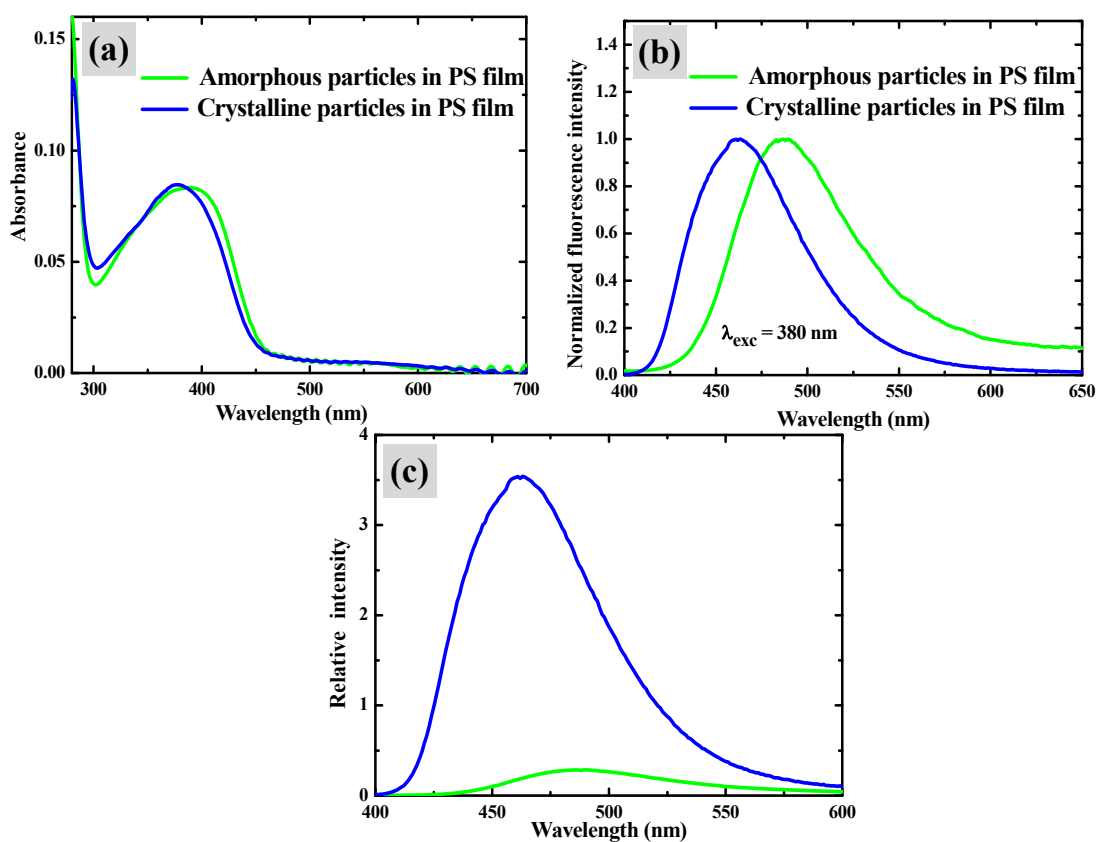 (a)
Amorphous particles in PS film
Crystalline particles in PS film
Absorbance
0.15
0.10
0.05
0.00
300 400 500 600 700
Wavelength (nm)
(b)
Amorphous particles in PS film
Crystalline particles in PS film
Normalized fluorescence intensity
1.4
1.2
1.0
0.8
0.6
0.4
0.2
0.0
λexc = 380 nm
400 450 500 550 600 650
Wavelength (nm)
(c)
Relative intensity
4
3
2
1
0
400 450 500 550 600
Wavelength (nm)